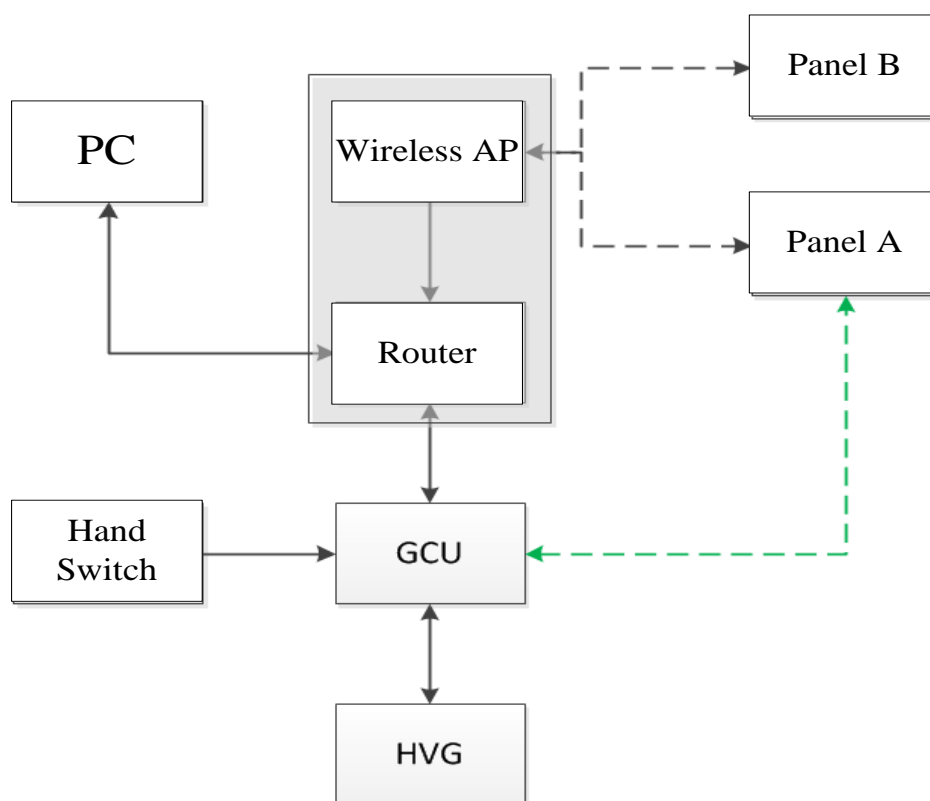 Panel B
PC
Wireless AP
Panel A
Router
Hand
Switch
GCU
HVG